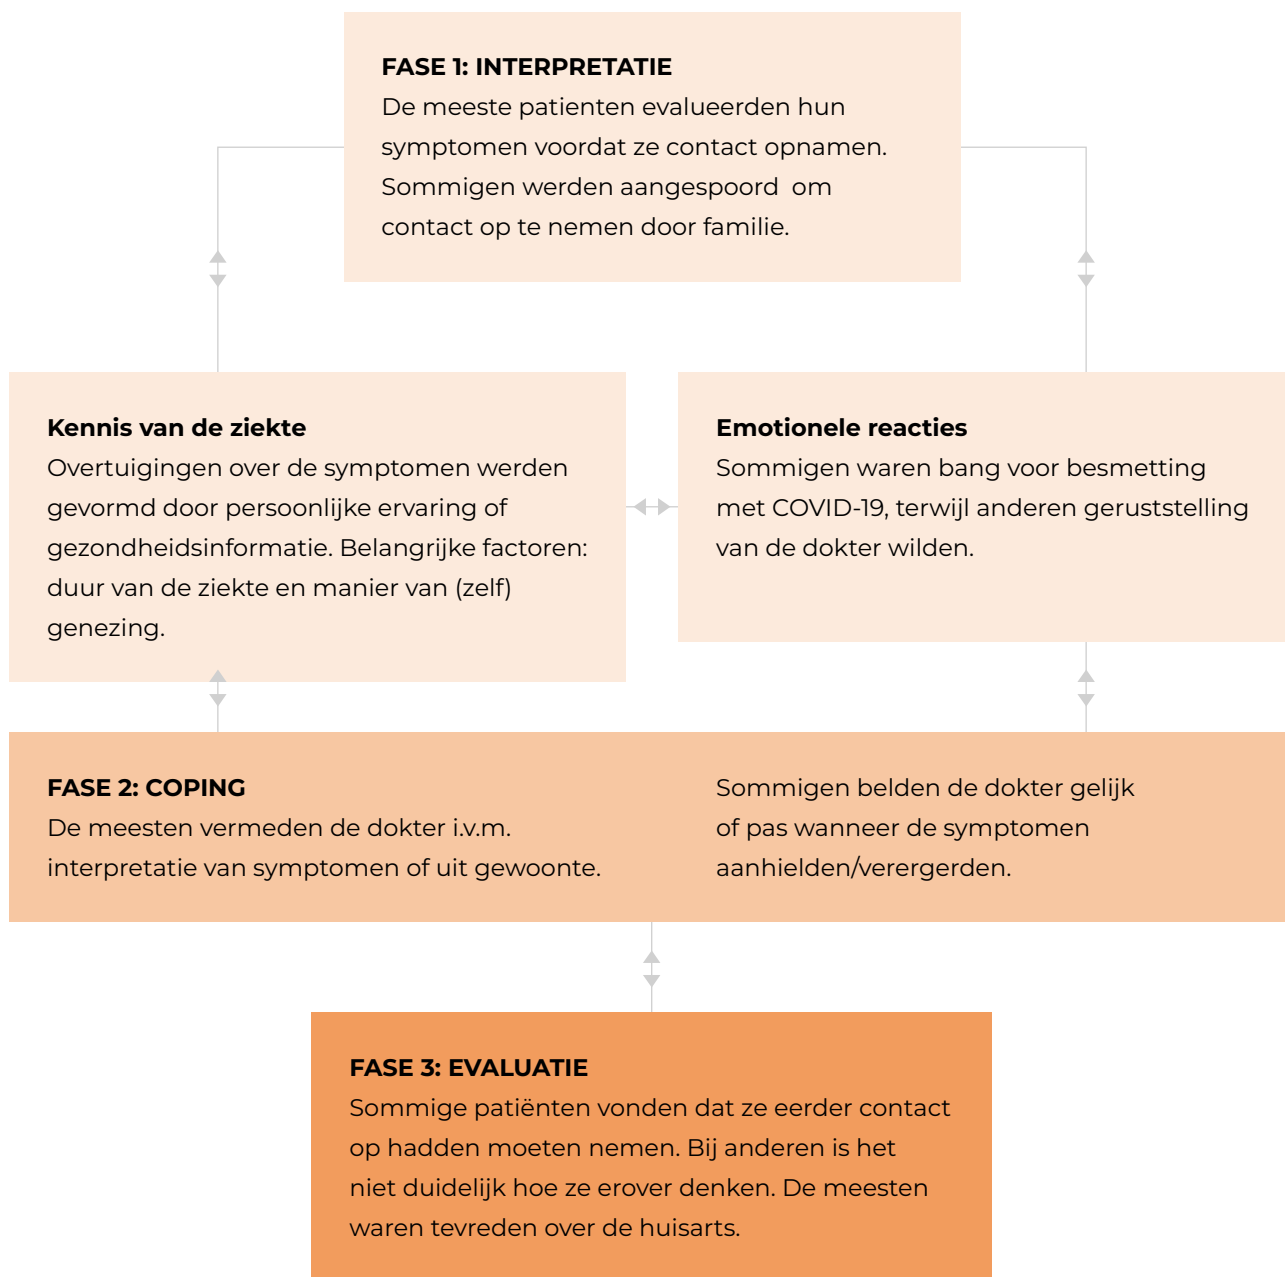 FASE 1: INTERPRETATIE
De meeste patienten evalueerden hun
symptomen voordat ze contact opnamen.
Sommigen werden aangespoord  om
contact op te nemen door familie.
Kennis van de ziekte
Overtuigingen over de symptomen werden
gevormd door persoonlijke ervaring of
gezondheidsinformatie. Belangrijke factoren:
duur van de ziekte en manier van (zelf)
genezing.
Emotionele reacties
Sommigen waren bang voor besmetting
met COVID-19, terwijl anderen geruststelling
van de dokter wilden.
FASE 2: COPING
De meesten vermeden de dokter i.v.m.
interpretatie van symptomen of uit gewoonte.
Sommigen belden de dokter gelijk
of pas wanneer de symptomen
aanhielden/verergerden.
FASE 3: EVALUATIE
Sommige patiënten vonden dat ze eerder contact
op hadden moeten nemen. Bij anderen is het
niet duidelijk hoe ze erover denken. De meesten
waren tevreden over de huisarts.